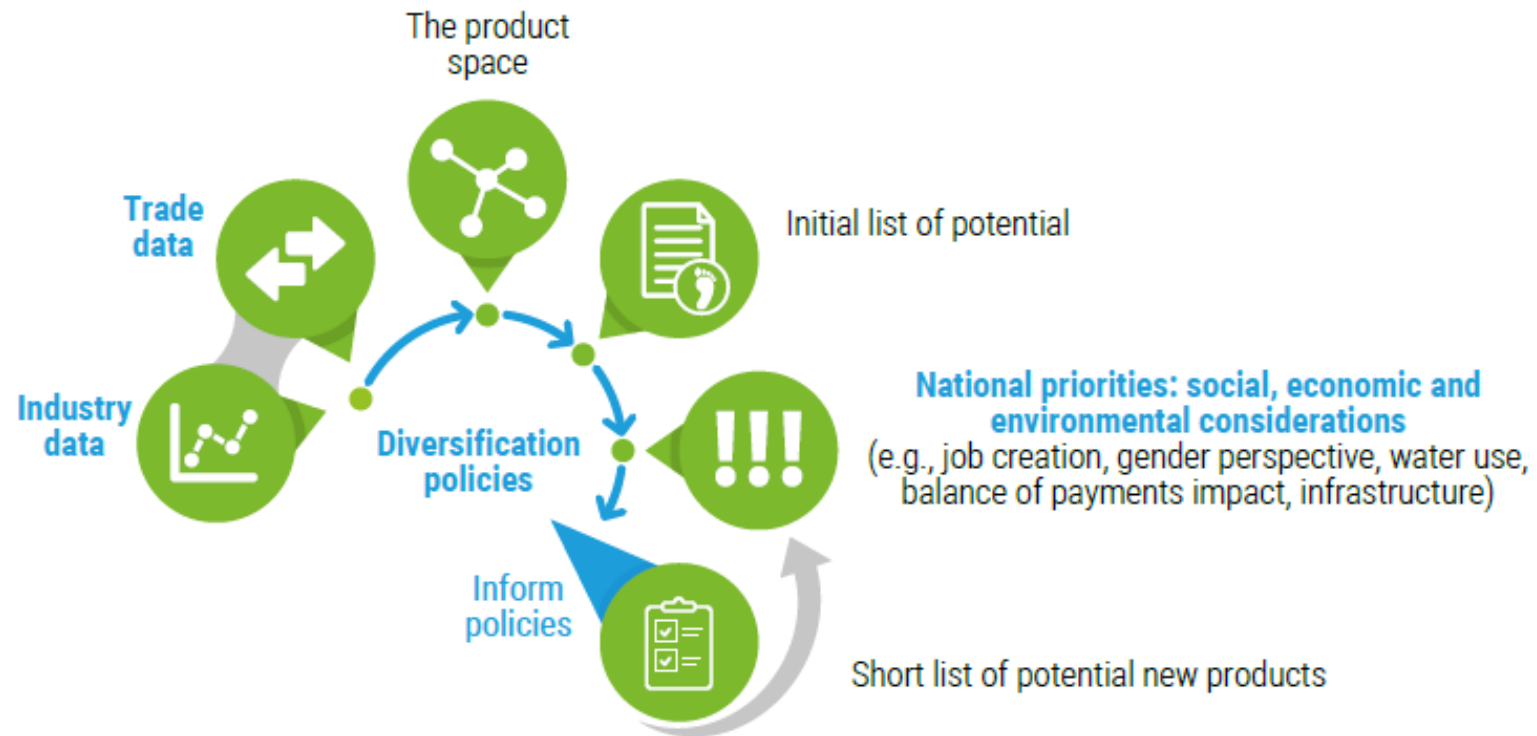 The product
space
Trade
data
Initial list of potential
Industry
data
Diversification
policies
National priorities: social, economic and
environmental considerations
(e.g., job creation, gender perspective, water use,
balance of payments impact, infrastructure)
Inform
policies
Short list of potential new products